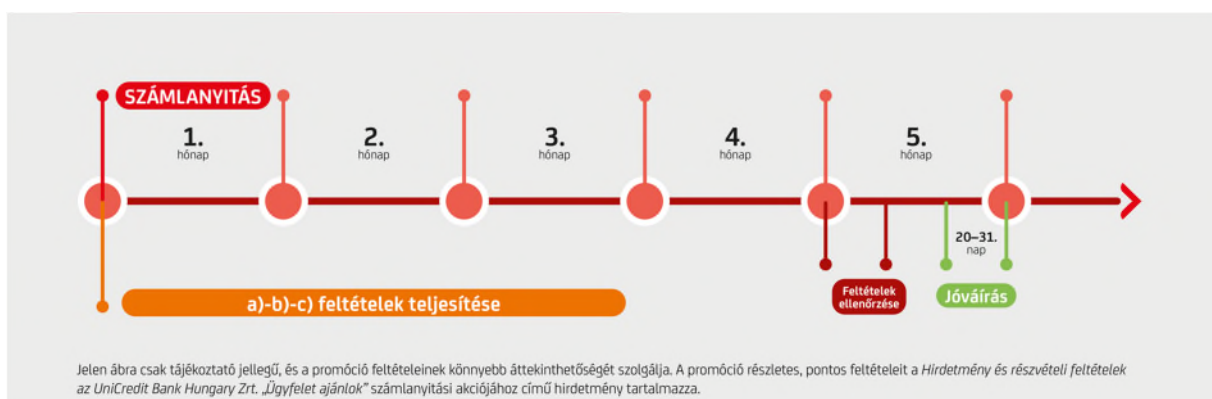 SZÁMLANYITÁS
1.
hónap
2.
hónap
3.
hónap
4.
hónap
5.
hónap
20–31.
nap
a)-b)-c) feltételek teljesítése
Feltételek
ellenőrzése
Jóváírás
Jelen ábra csak tájékoztató jellegű, és a promóció feltételeinek könnyebb áttekinthetőségét szolgálja. A promóció részletes, pontos feltételeit a Hirdetmény és részvételi feltételek
az UniCredit Bank Hungary Zrt. „Ügyfelet ajánlok” számlanyitási akciójához című hirdetmény tartalmazza.